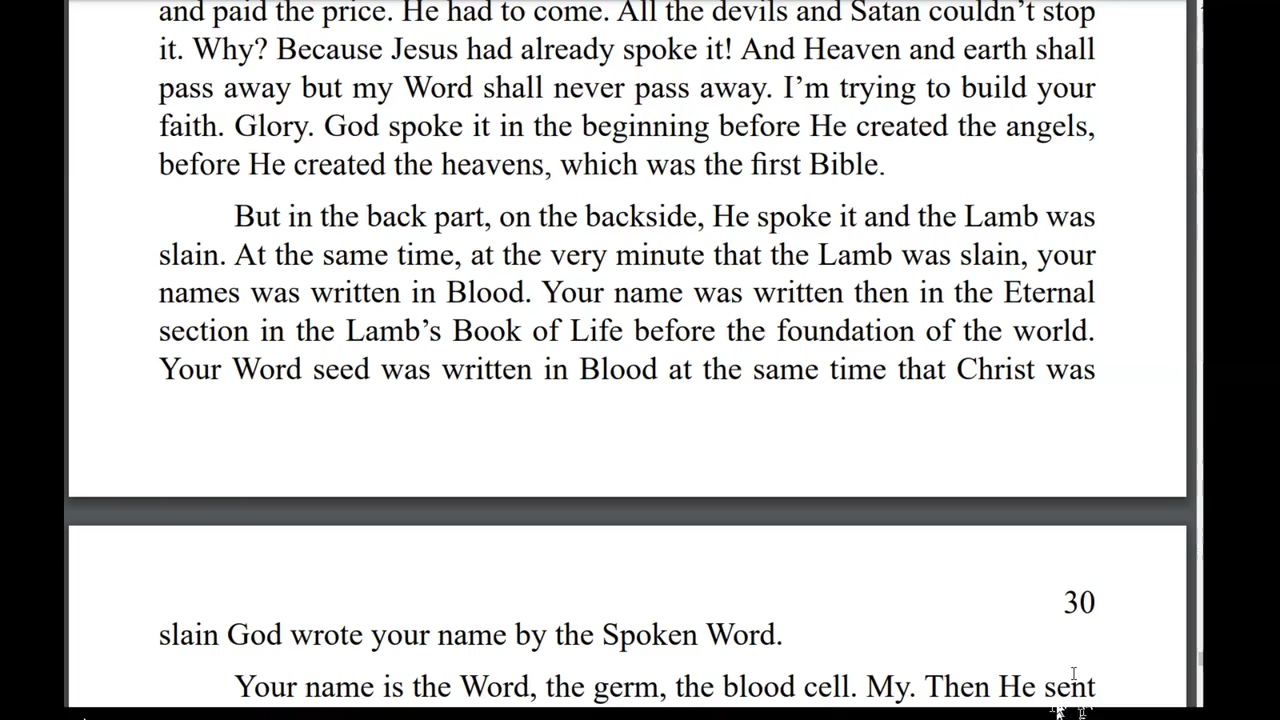 and paid the price. He had to come. All the devils and Satan couldn’t stop
it. Why? Because Jesus had already spoke it! And Heaven and earth shall
pass away but my Word shall never pass away. I’m trying to build your
faith. Glory. God spoke it in the beginning before He created the angels,
before He created the heavens, which was the first Bible.
But in the back part, on the backside, He spoke it and the Lamb was
slain. At the same time, at the very minute that the Lamb was slain, your
names was written in Blood. Your name was written then in the Eternal
section in the Lamb’s Book of Life before the foundation of the world.
Your Word seed was written in Blood at the same time that Christ was
30
slain God wrote your name by the Spoken Word.
Your name is the Word, the germ, the blood cell. My. Then He sent